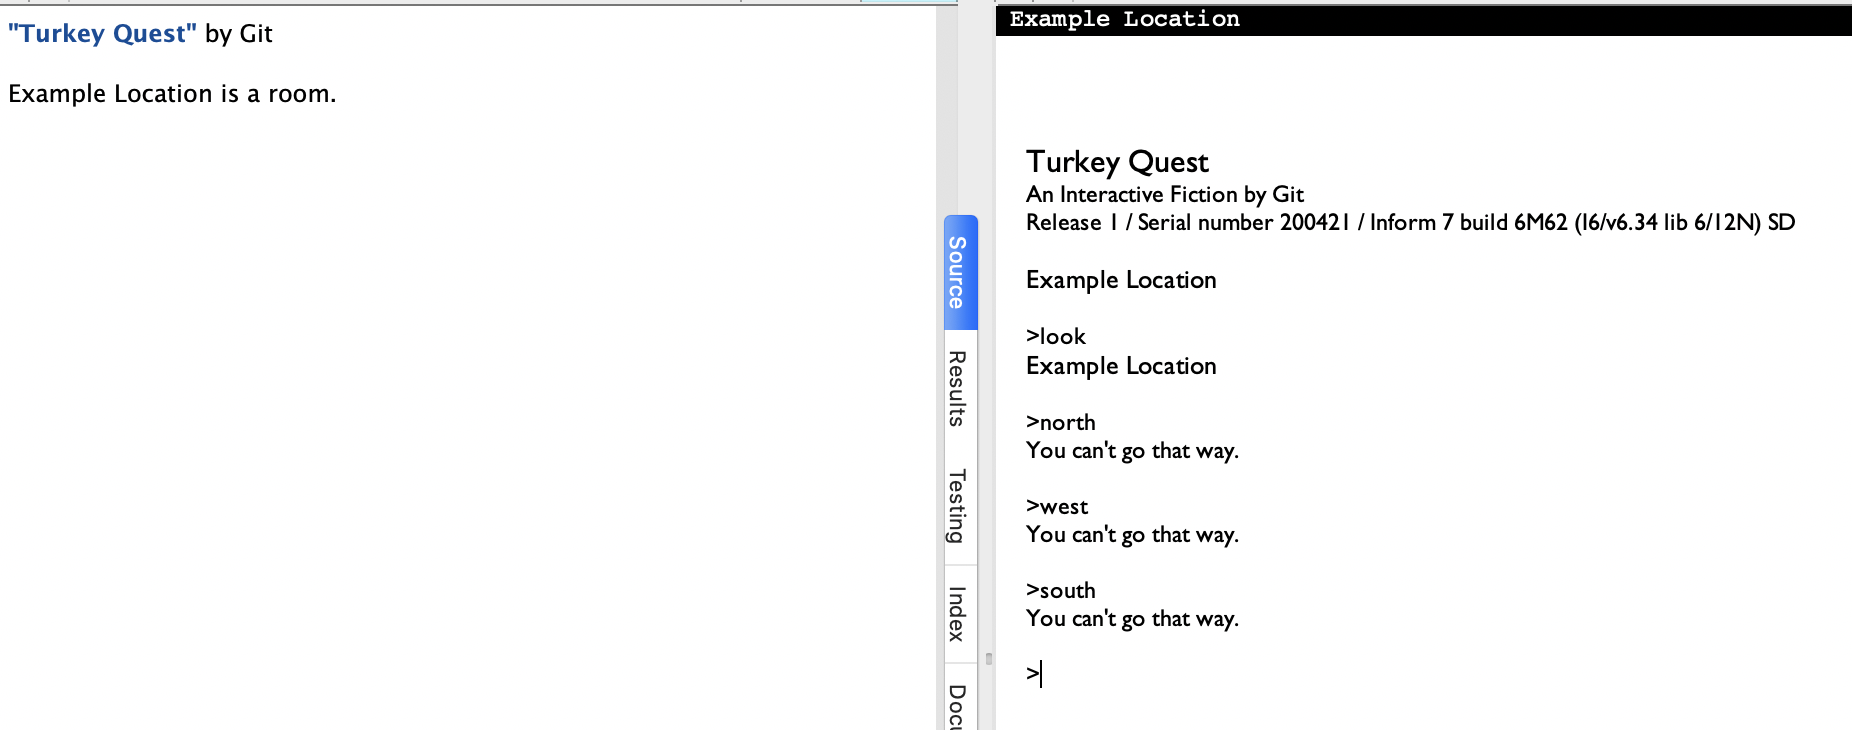 "Turkey Quest" by Git
Example Location is a room.
Source
Results
Testing
Index
Example Location
Turkey Quest
An Interactive Fiction by Git
Release 1 / Serial number 200421 / Inform 7 build 6M62 (I6/v6.34 lib 6/12N) SD
Example Location
>look
Example Location
>north
You can't go that way.
>west
You can't go that way.
>south
You can't go that way.
>